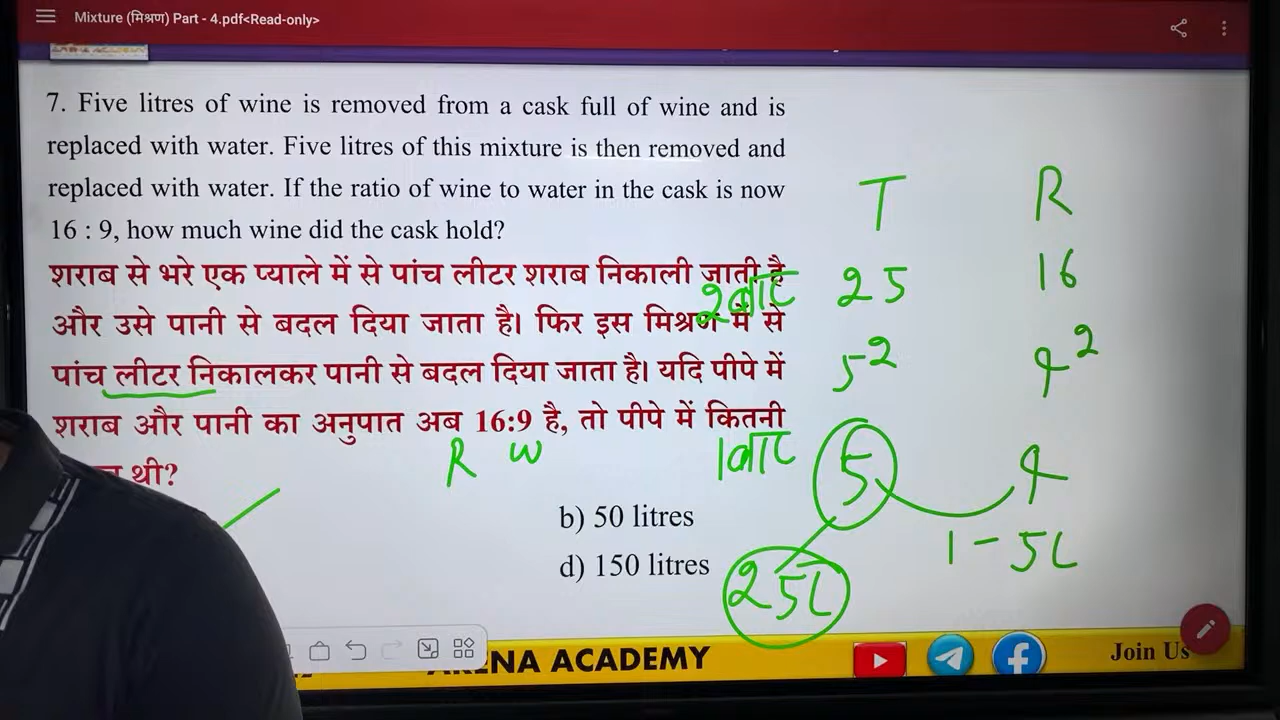 Mixture (मिश्रण) Part - 4.pdf<Read-only>
7. Five litres of wine is removed from a cask full of wine and is
replaced with water. Five litres of this mixture is then removed and
replaced with water. If the ratio of wine to water in the cask is now
16 : 9, how much wine did the cask hold?
शराब से भरे एक प्याले में से पांच लीटर शराब निकाली जाती है
और उसे पानी से बदल दिया जाता है। फिर इस मिश्रण में से
पांच लीटर निकालकर पानी से बदल दिया जाता है। यदि पीपे में
शराब और पानी का अनुपात अब 16:9 है, तो पीपे में कितनी
थी?
R W
b) 50 litres
d) 150 litres
T R
2बार 25 16
5² 4²
1बार 5 4
1 - 5L
25L
ARENA ACADEMY
Join Us